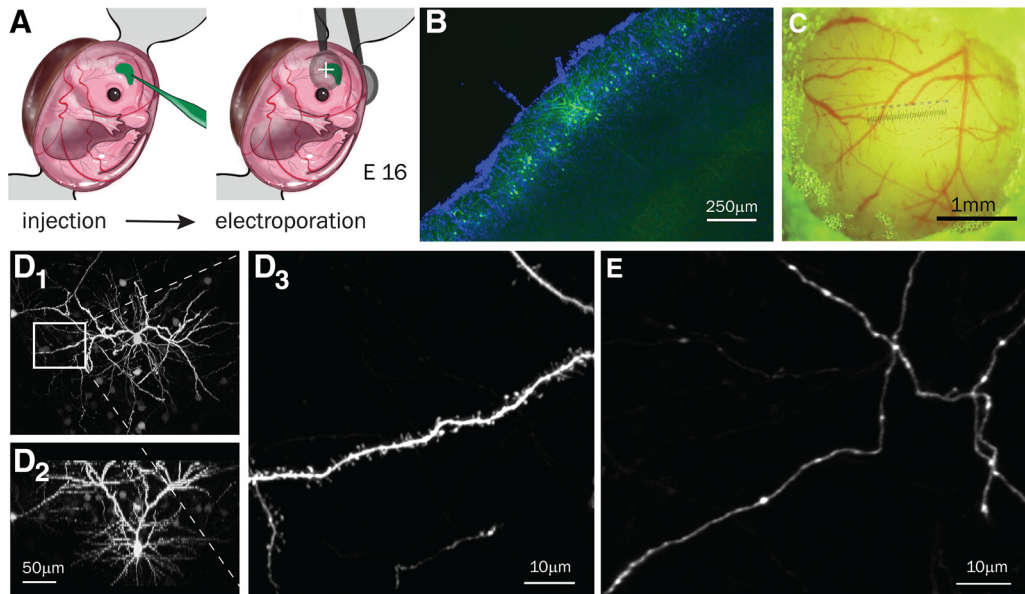 A
injection
electroporation
E 16
B
250μm
C
1mm
D1
D2
50μm
D3
10μm
E
10μm